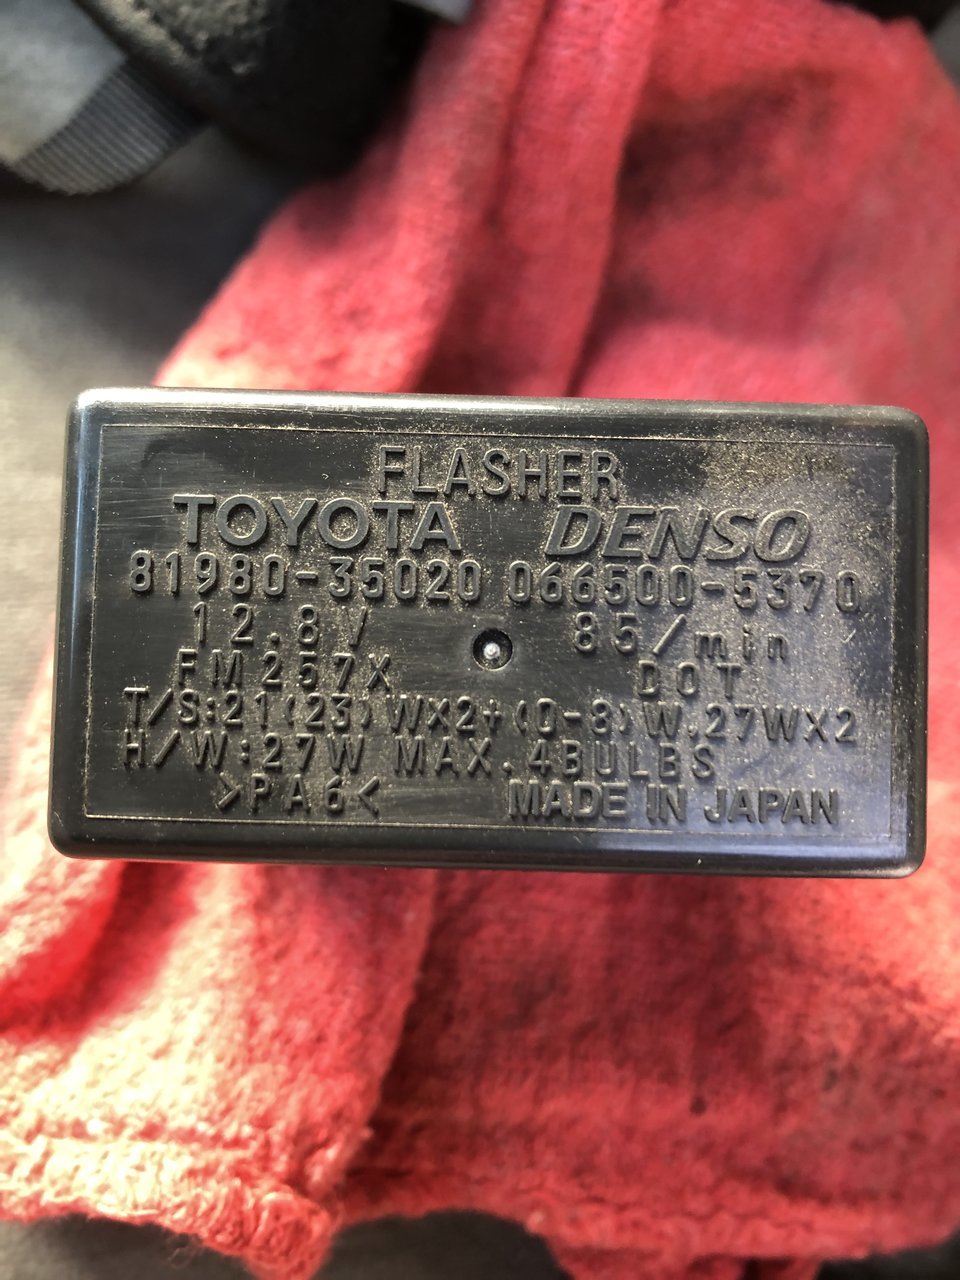 FLASHER
TOYOTA DENSO
81980-35020 066500-5370
12.8V 85/min
FM257X DOT
T/S:21(23)WX2+(0-8)W.27WX2
H/W:27W MAX.4BULBS
>PA6< MADE IN JAPAN